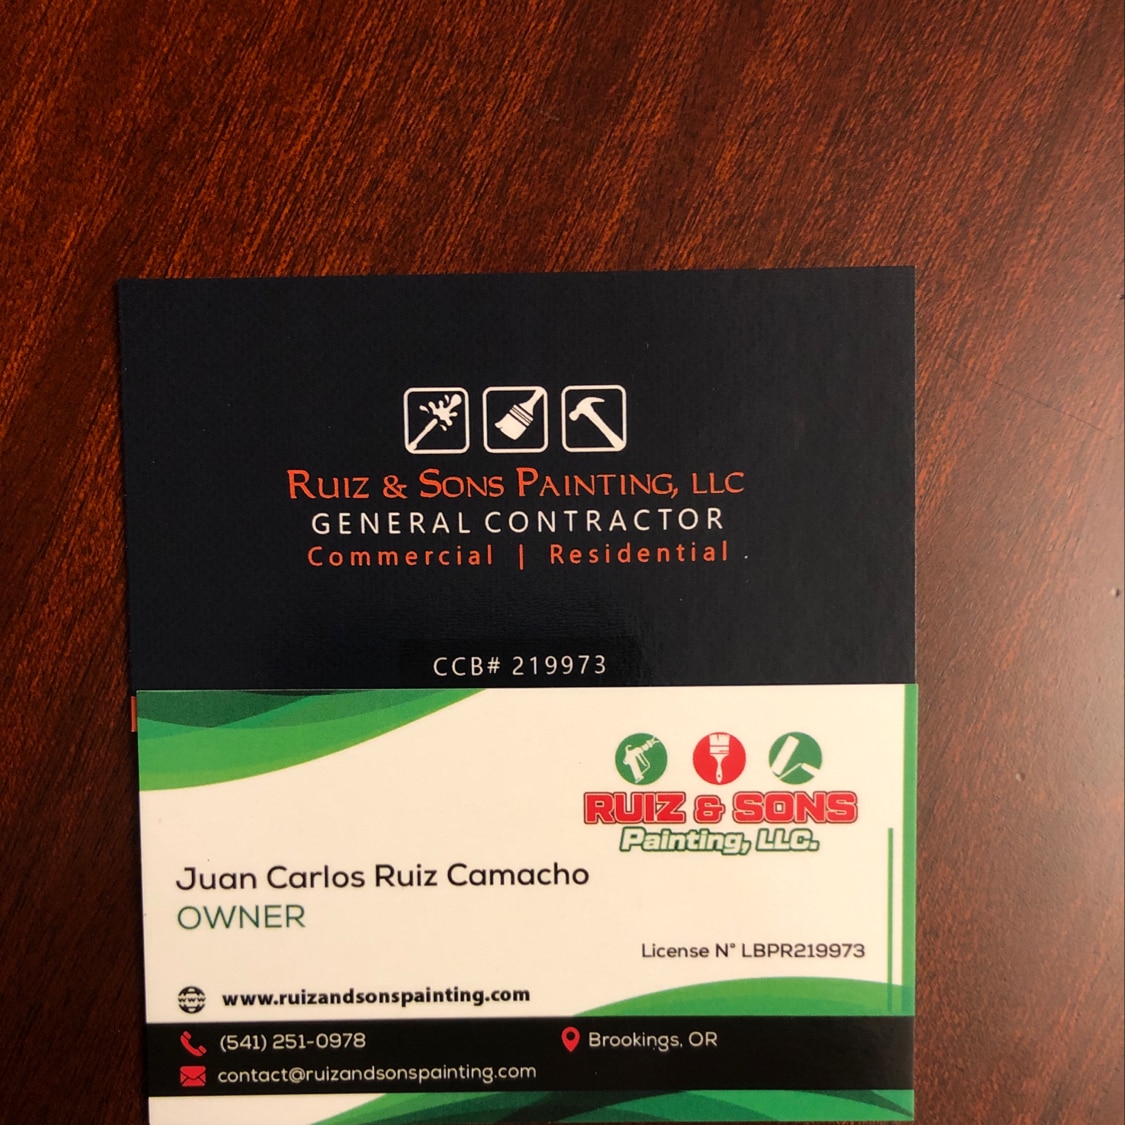 RUIZ & SONS PAINTING, LLC
GENERAL CONTRACTOR
Commercial | Residential
CCB# 219973
RUIZ & SONS
Painting, LLC.
Juan Carlos Ruiz Camacho
OWNER
License N° LBPR219973
www.ruizandsonspainting.com
(541) 251-0978
Brookings, OR
contact@ruizandsonspainting.com